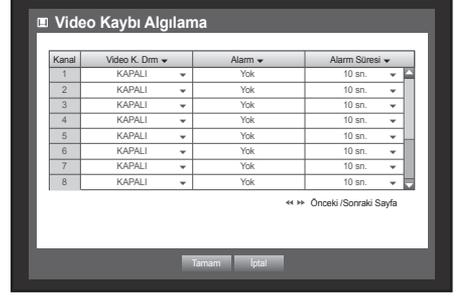 Video Kaybı Algılama
Kanal Video K. Drm Alarm Alarm Süresi
1 KAPALI Yok 10 sn.
2 KAPALI Yok 10 sn.
3 KAPALI Yok 10 sn.
4 KAPALI Yok 10 sn.
5 KAPALI Yok 10 sn.
6 KAPALI Yok 10 sn.
7 KAPALI Yok 10 sn.
8 KAPALI Yok 10 sn.
Önceki /Sonraki Sayfa
Tamam İptal